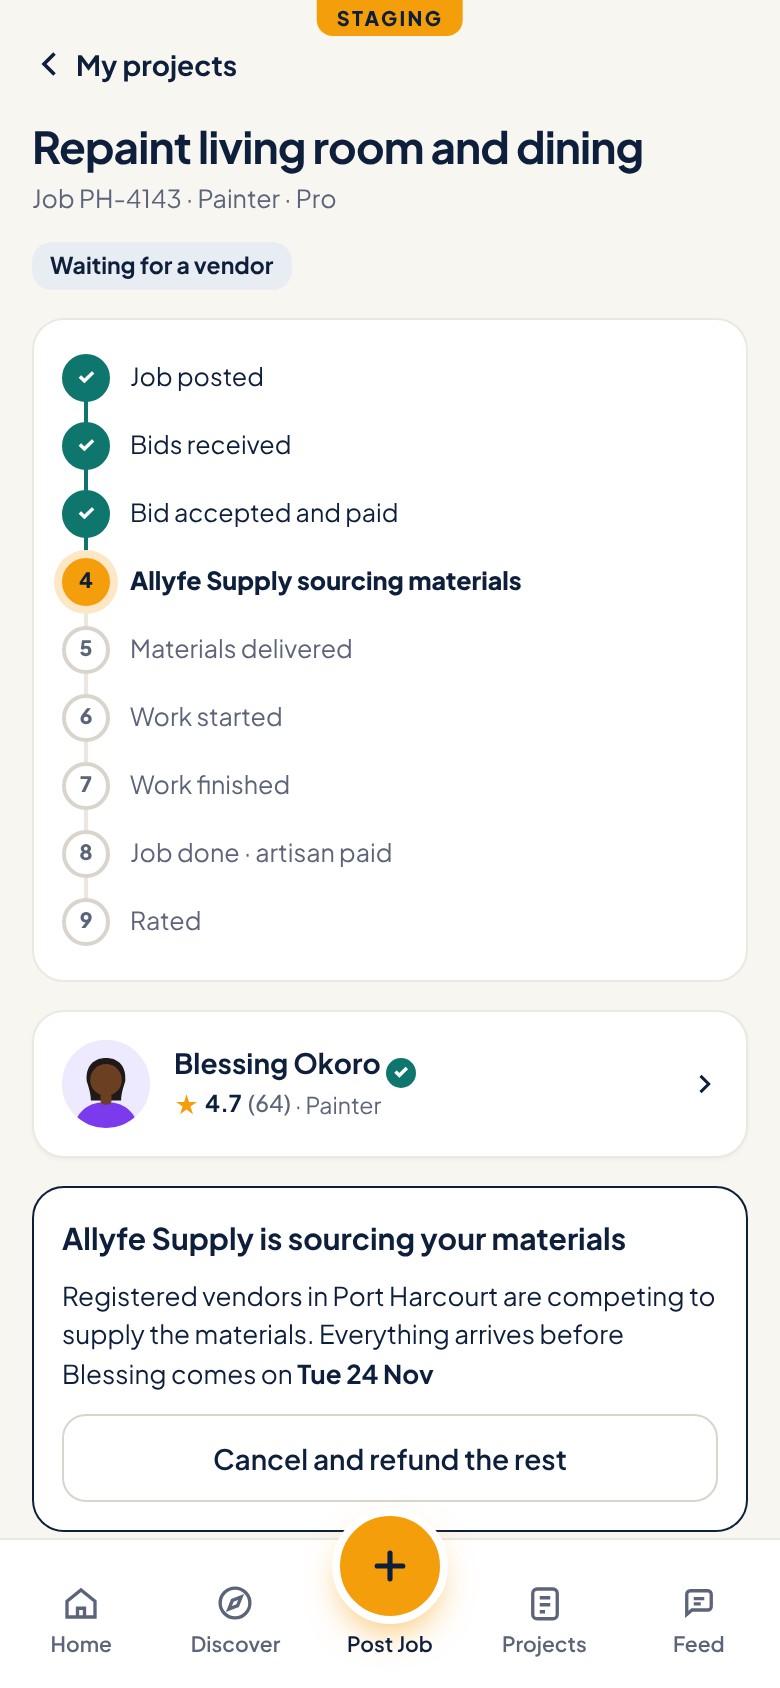 STAGING
My projects
Repaint living room and dining
Job PH-4143 · Painter · Pro
Waiting for a vendor
Job posted
Bids received
Bid accepted and paid
4 Allyfe Supply sourcing materials
5 Materials delivered
6 Work started
7 Work finished
8 Job done · artisan paid
9 Rated
Blessing Okoro
★ 4.7 (64) · Painter
Allyfe Supply is sourcing your materials
Registered vendors in Port Harcourt are competing to
supply the materials. Everything arrives before
Blessing comes on Tue 24 Nov
Cancel and refund the rest
Home Discover Post Job Projects Feed